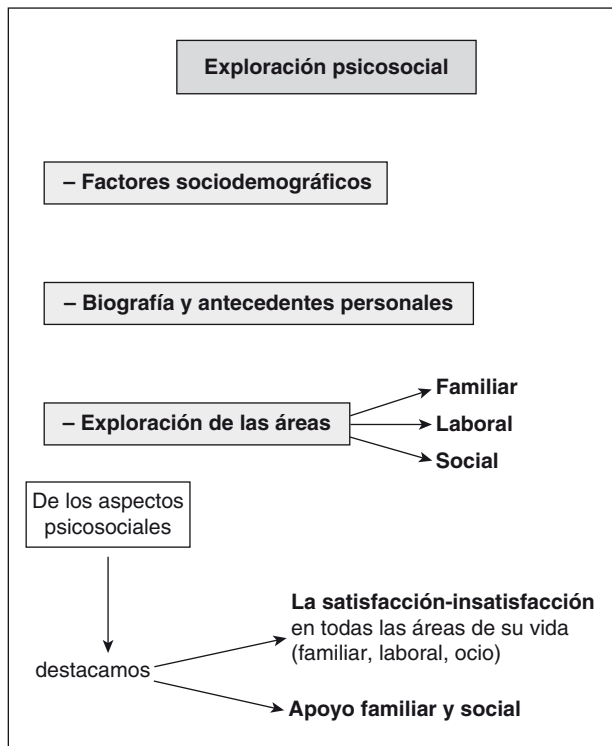 Exploración psicosocial
– Factores sociodemográficos
– Biografía y antecedentes personales
– Exploración de las áreas
Familiar
Laboral
Social
De los aspectos
psicosociales
destacamos
La satisfacción-insatisfacción
en todas las áreas de su vida
(familiar, laboral, ocio)
Apoyo familiar y social